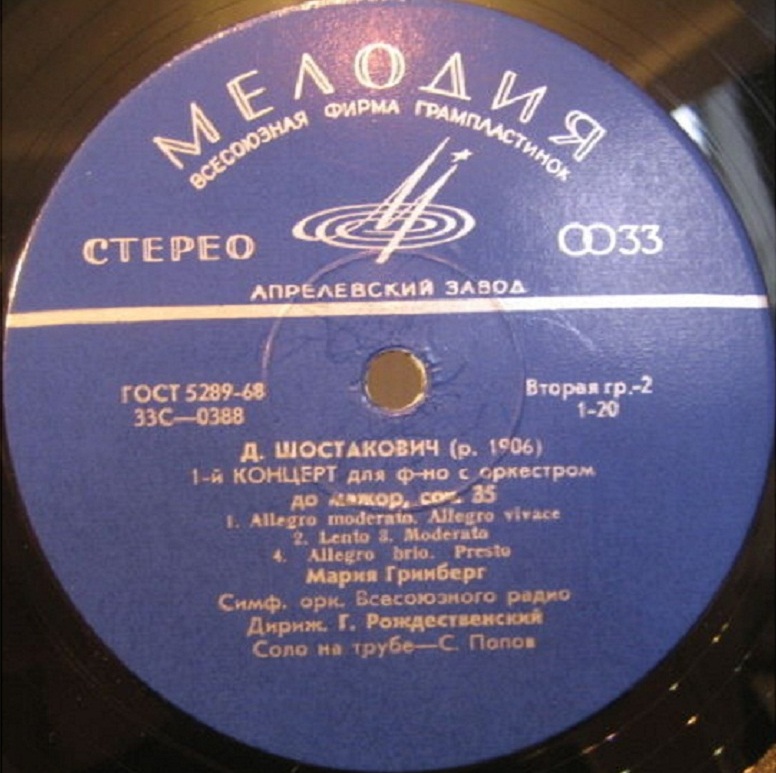 МЕЛОДИЯ
ВСЕСОЮЗНАЯ ФИРМА ГРАМПЛАСТИНОК
СТЕРЕО
33
АПРЕЛЕВСКИЙ ЗАВОД
ГОСТ 5289-68
33С—0388
Вторая гр.-2
1-20
Д. ШОСТАКОВИЧ (р. 1906)
1-й КОНЦЕРТ для ф-но с оркестром
до мажор, соч. 35
1. Allegro moderato. Allegro vivace
2. Lento 3. Moderato
4. Allegro brio. Presto
Мария Гринберг
Симф. орк. Всесоюзного радио
Дириж. Г. Рождественский
Соло на трубе—С. Попов